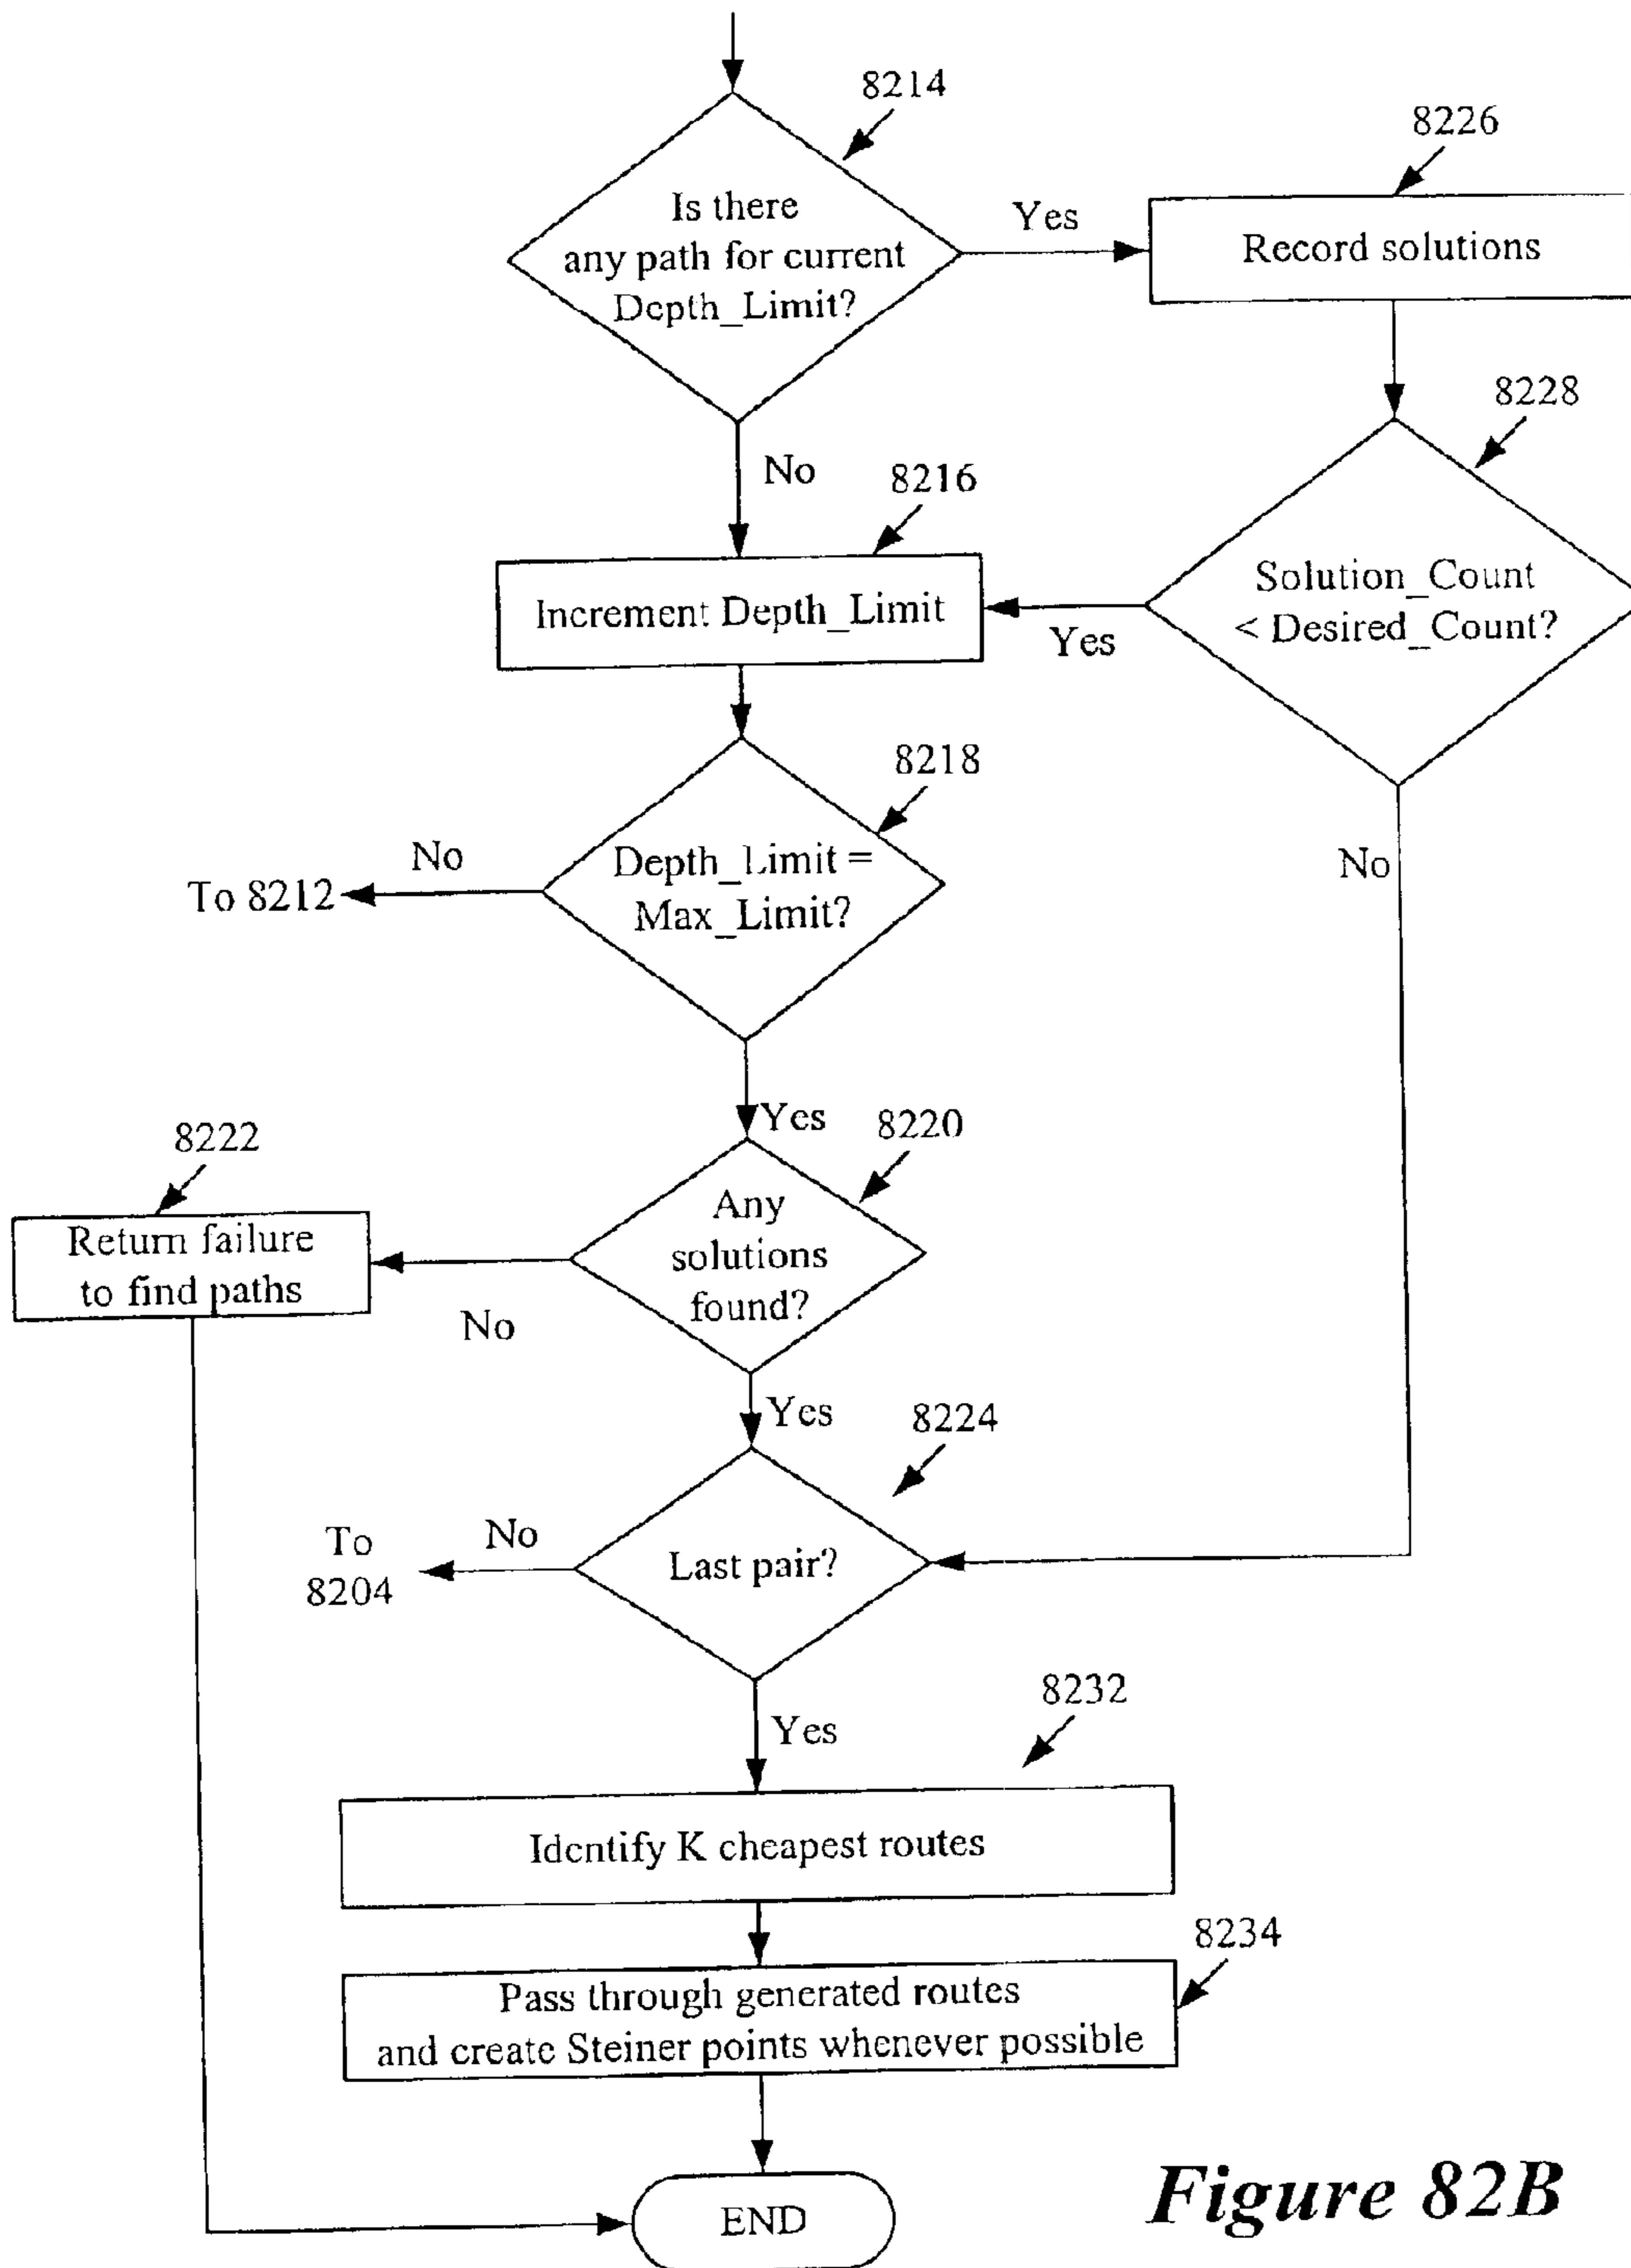 8214
8226
Is there
any path for current
Depth_Limit?
Yes
Record solutions
8228
No
8216
Solution_Count
< Desired_Count?
Increment Depth_Limit
Yes
8218
No
Depth_Limit =
Max_Limit?
No
To 8212
Yes
8220
8222
Any
solutions
found?
Return failure
to find paths
No
Yes
8224
To
8204
No
Last pair?
8232
Yes
Identify K cheapest routes
8234
Pass through generated routes
and create Steiner points whenever possible
END
Figure 82B